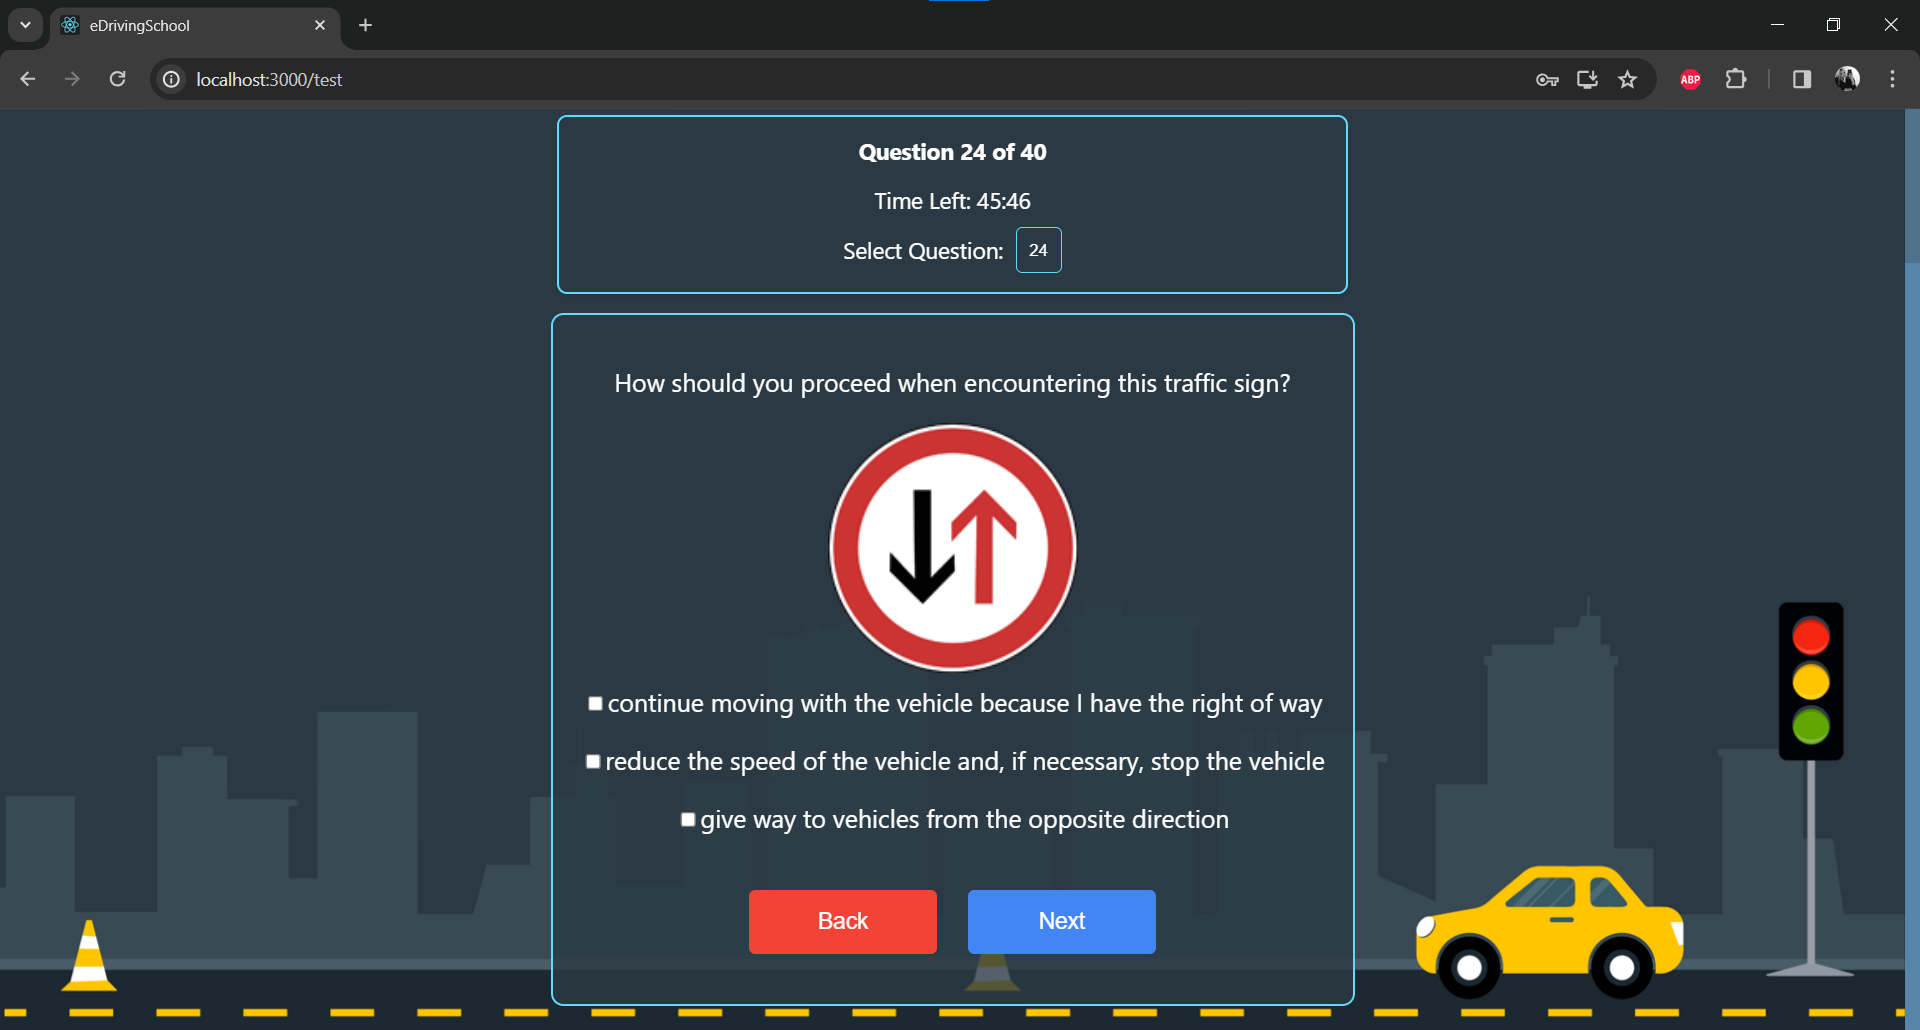 eDrivingSchool
localhost:3000/test
ABP
Question 24 of 40
Time Left: 45:46
Select Question: 24
How should you proceed when encountering this traffic sign?
continue moving with the vehicle because I have the right of way
reduce the speed of the vehicle and, if necessary, stop the vehicle
give way to vehicles from the opposite direction
Back Next